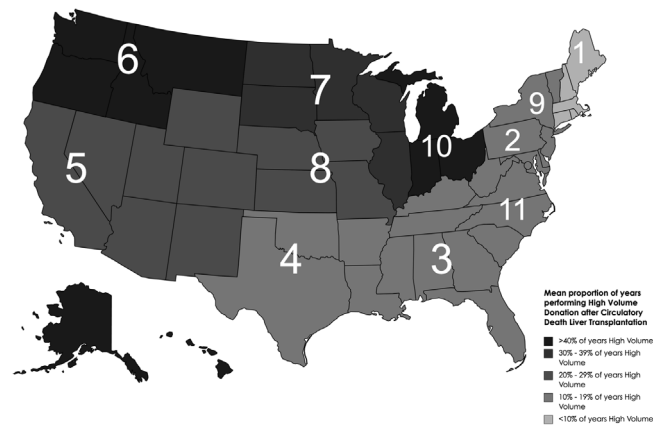 1
6
7
9
10
2
5
8
11
4
3
Mean proportion of years
performing High Volume
Donation after Circulatory
Death Liver Transplantation
>40% of years High Volume
30% - 39% of years High
Volume
20% - 29% of years High
Volume
10% - 19% of years High
Volume
<10% of years High Volume